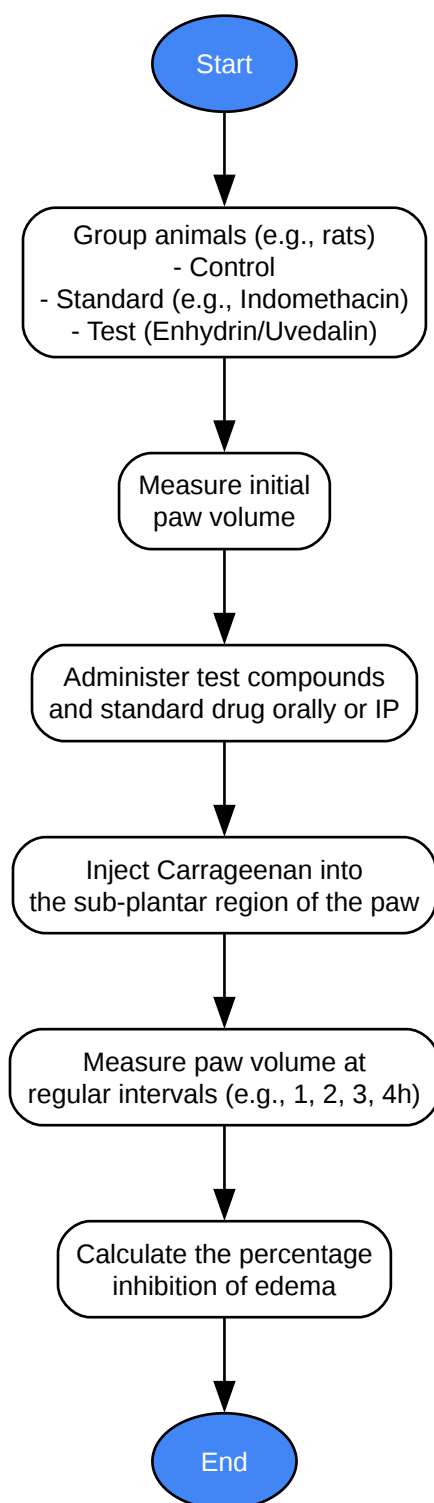 Start
Group animals (e.g., rats)
- Control
- Standard (e.g., Indomethacin)
- Test (Enhydrin/Uvedalin)
Measure initial
paw volume
Administer test compounds
and standard drug orally or IP
Inject Carrageenan into
the sub-plantar region of the paw
Measure paw volume at
regular intervals (e.g., 1, 2, 3, 4h)
Calculate the percentage
inhibition of edema
End